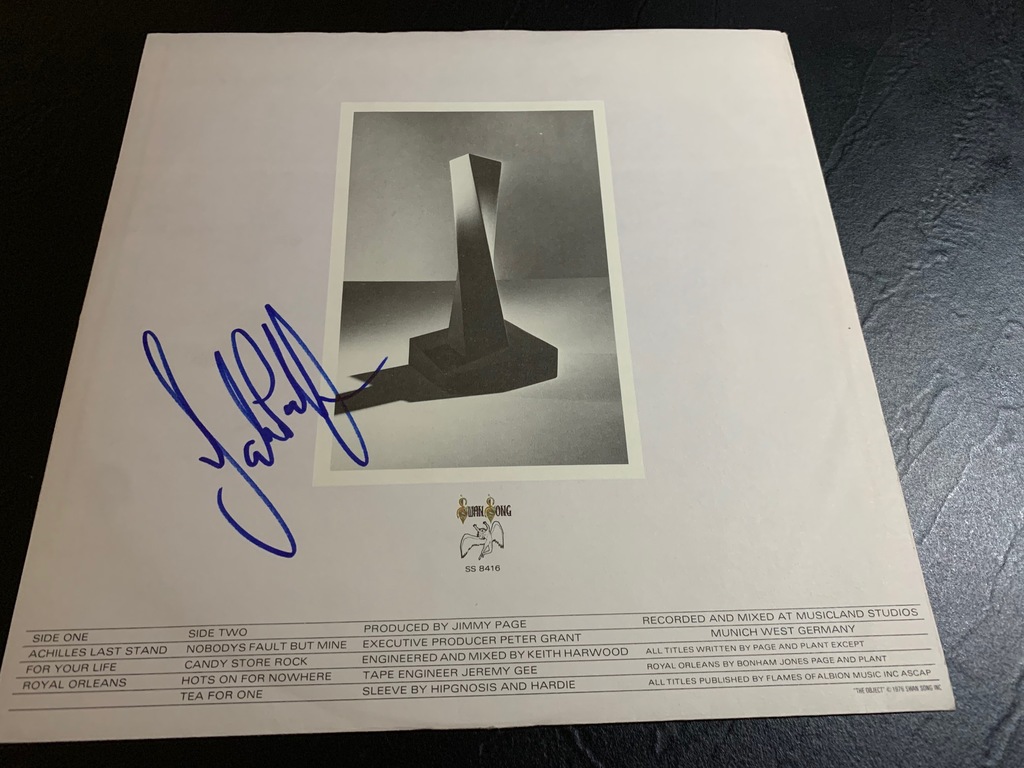 SWAN SONG
SS 8416
SIDE ONE
ACHILLES LAST STAND
FOR YOUR LIFE
ROYAL ORLEANS
SIDE TWO
NOBODYS FAULT BUT MINE
CANDY STORE ROCK
HOTS ON FOR NOWHERE
TEA FOR ONE
PRODUCED BY JIMMY PAGE
EXECUTIVE PRODUCER PETER GRANT
ENGINEERED AND MIXED BY KEITH HARWOOD
TAPE ENGINEER JEREMY GEE
SLEEVE BY HIPGNOSIS AND HARDIE
RECORDED AND MIXED AT MUSICLAND STUDIOS
MUNICH WEST GERMANY
ALL TITLES WRITTEN BY PAGE AND PLANT EXCEPT
ROYAL ORLEANS BY BONHAM JONES PAGE AND PLANT
ALL TITLES PUBLISHED BY FLAMES OF ALBION MUSIC INC ASCAP
"THE OBJECT" © 1976 SWAN SONG INC